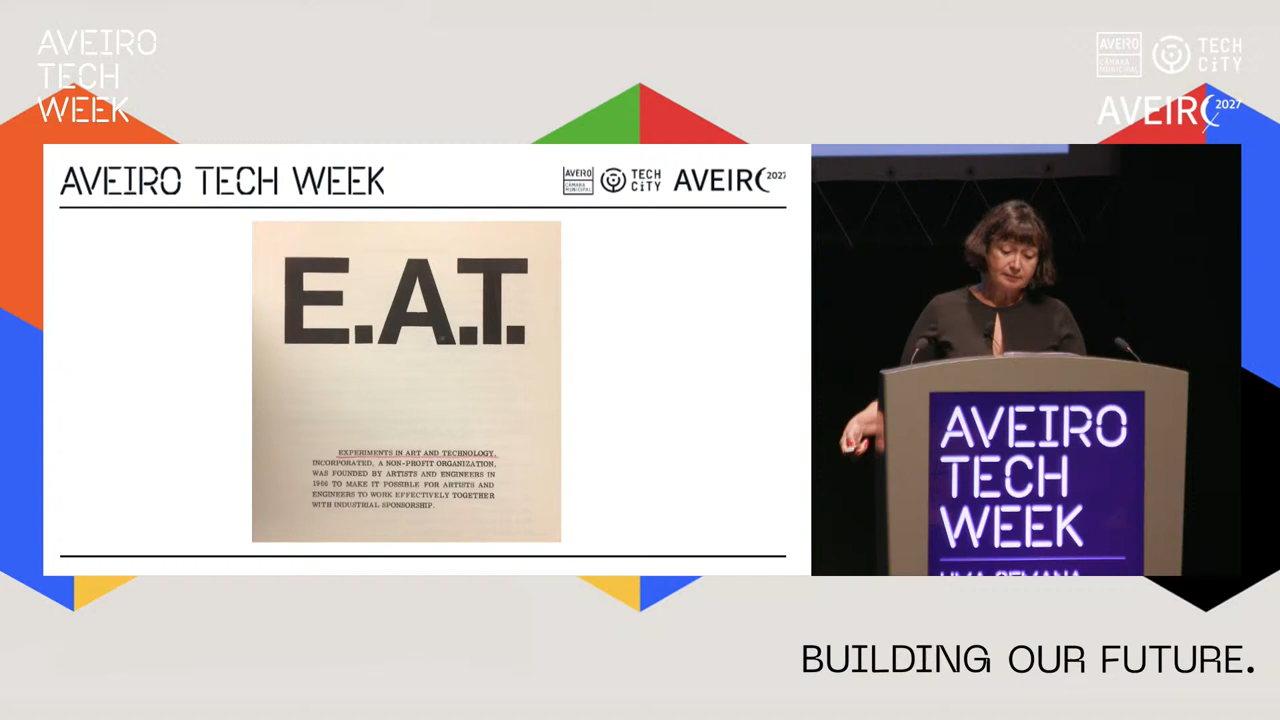 AVEIRO
TECH
WEEK
AVEIRO
CÂMARA
MUNICIPAL
TECH
CiTY
AVEIRO 2027
AVEIRO TECH WEEK
AVEIRO
CÂMARA
MUNICIPAL
TECH
CiTY
AVEIRO 2027
E.A.T.
EXPERIMENTS IN ART AND TECHNOLOGY,
INCORPORATED, A NON-PROFIT ORGANIZATION,
WAS FOUNDED BY ARTISTS AND ENGINEERS IN
1966 TO MAKE IT POSSIBLE FOR ARTISTS AND
ENGINEERS TO WORK EFFECTIVELY TOGETHER
WITH INDUSTRIAL SPONSORSHIP.
AVEIRO
TECH
WEEK
UMA SEMANA
BUILDING OUR FUTURE.